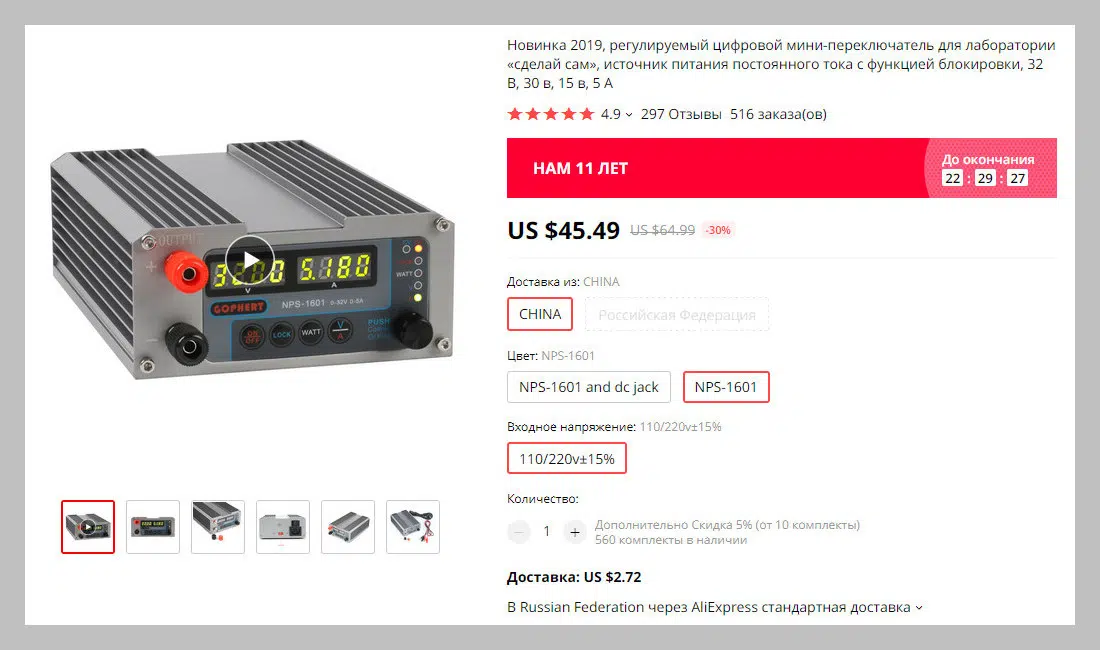 Новинка 2019, регулируемый цифровой мини-переключатель для лаборатории
«сделай сам», источник питания постоянного тока с функцией блокировки, 32
В, 30 в, 15 в, 5 А
4.9 297 Отзывы 516 заказа(ов)
НАМ 11 ЛЕТ
До окончания
22 : 29 : 27
US $45.49 US $64.99 -30%
Доставка из: CHINA
CHINA Российская Федерация
Цвет: NPS-1601
NPS-1601 and dc jack NPS-1601
Входное напряжение: 110/220v±15%
110/220v±15%
Количество:
− 1 + Дополнительно Скидка 5% (от 10 комплекты)
560 комплекты в наличии
Доставка: US $2.72
В Russian Federation через AliExpress стандартная доставка
OUTPUT
+
5.180
V A
WATT
GOPHERT NPS-1601 0-32V 0-5A
ON OFF LOCK WATT V A
PUSH